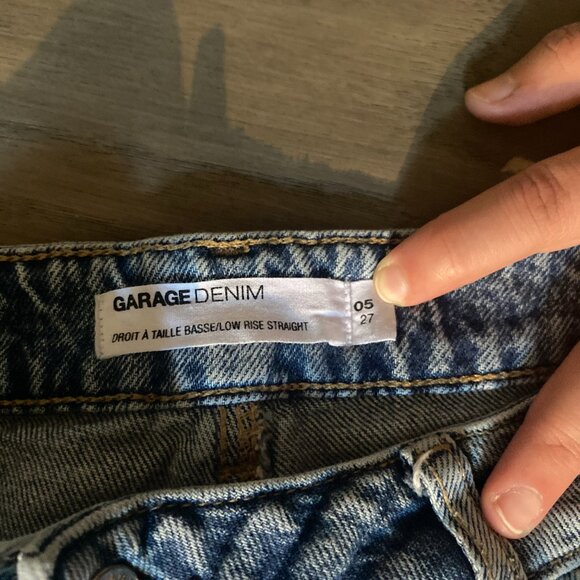 GARAGE DENIM
DROIT À TAILLE BASSE/LOW RISE STRAIGHT
05
27